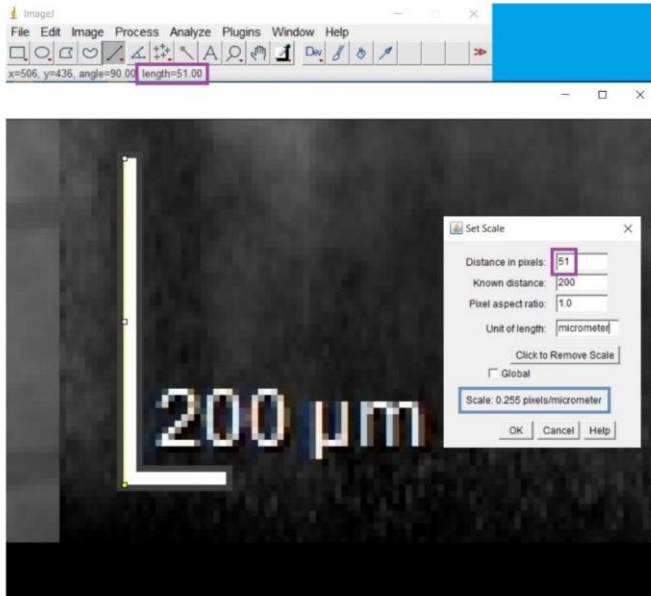 ImageJ
File Edit Image Process Analyze Plugins Window Help
Dev
x=506, y=436, angle=90.00 length=51.00
Set Scale
Distance in pixels: 51
Known distance: 200
Pixel aspect ratio: 1.0
Unit of length: micrometer
Click to Remove Scale
Global
Scale: 0.255 pixels/micrometer
OK Cancel Help
200 µm